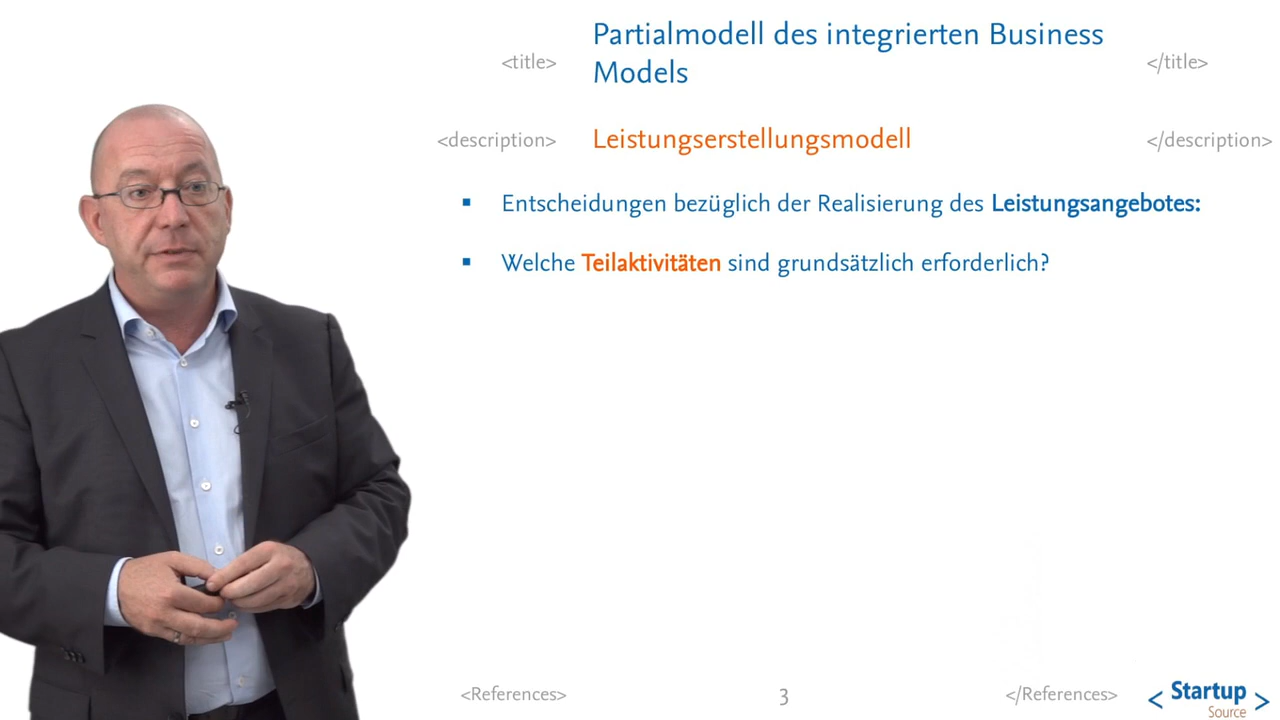 <title> Partialmodell des integrierten Business </title>
Models
<description> Leistungserstellungsmodell </description>
▪ Entscheidungen bezüglich der Realisierung des Leistungsangebotes:
▪ Welche Teilaktivitäten sind grundsätzlich erforderlich?
<References> 3 </References>
< Startup >
Source